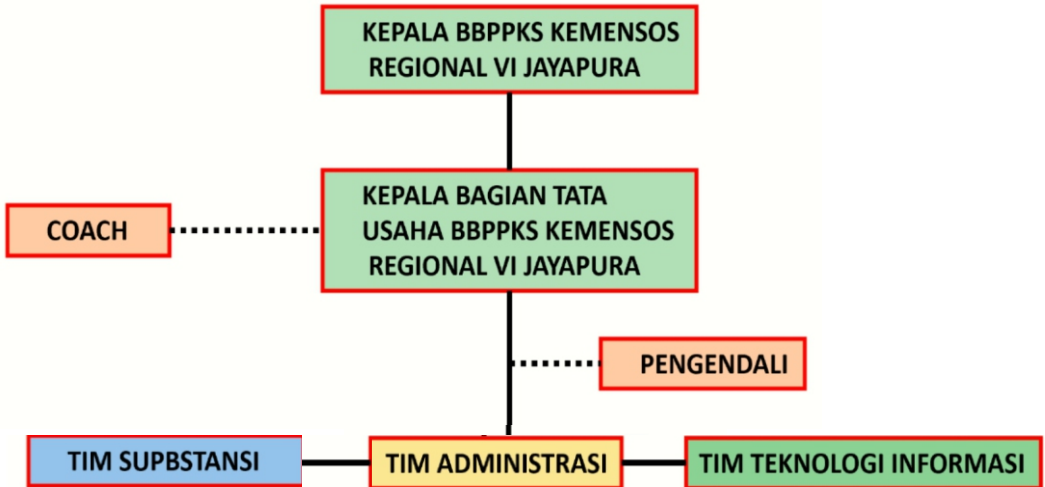 KEPALA BBPPKS KEMENSOS
REGIONAL VI JAYAPURA
KEPALA BAGIAN TATA
USAHA BBPPKS KEMENSOS
REGIONAL VI JAYAPURA
COACH
PENGENDALI
TIM SUPBSTANSI
TIM ADMINISTRASI
TIM TEKNOLOGI INFORMASI